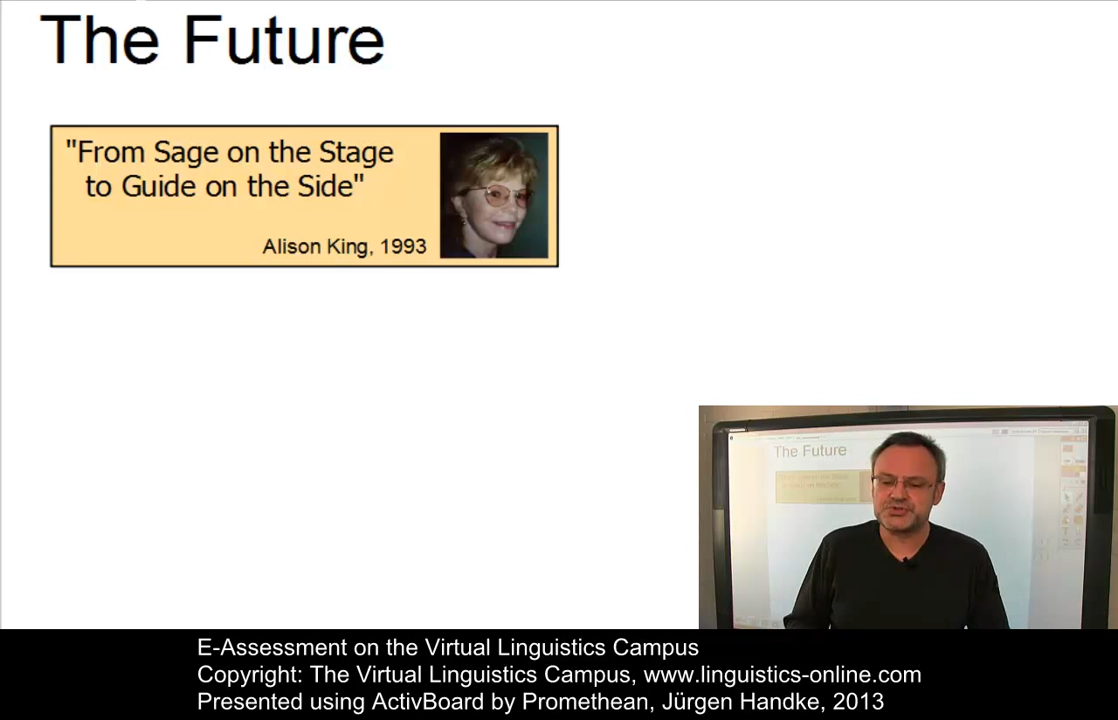 The Future
"From Sage on the Stage
to Guide on the Side"
Alison King, 1993
The Future
E-Assessment on the Virtual Linguistics Campus
Copyright: The Virtual Linguistics Campus, www.linguistics-online.com
Presented using ActivBoard by Promethean, Jürgen Handke, 2013